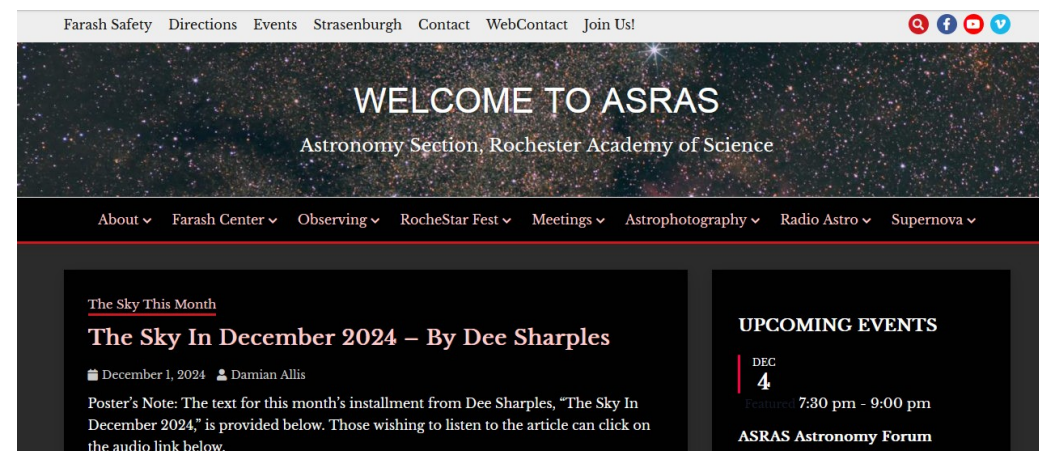 Farash Safety Directions Events Strasenburgh Contact WebContact Join Us!
WELCOME TO ASRAS
Astronomy Section, Rochester Academy of Science
About Farash Center Observing RocheStar Fest Meetings Astrophotography Radio Astro Supernova
The Sky This Month
The Sky In December 2024 – By Dee Sharples
December 1, 2024 Damian Allis
Poster's Note: The text for this month's installment from Dee Sharples, “The Sky In
December 2024,” is provided below. Those wishing to listen to the article can click on
the audio link below.
UPCOMING EVENTS
DEC
4
Featured 7:30 pm - 9:00 pm
ASRAS Astronomy Forum